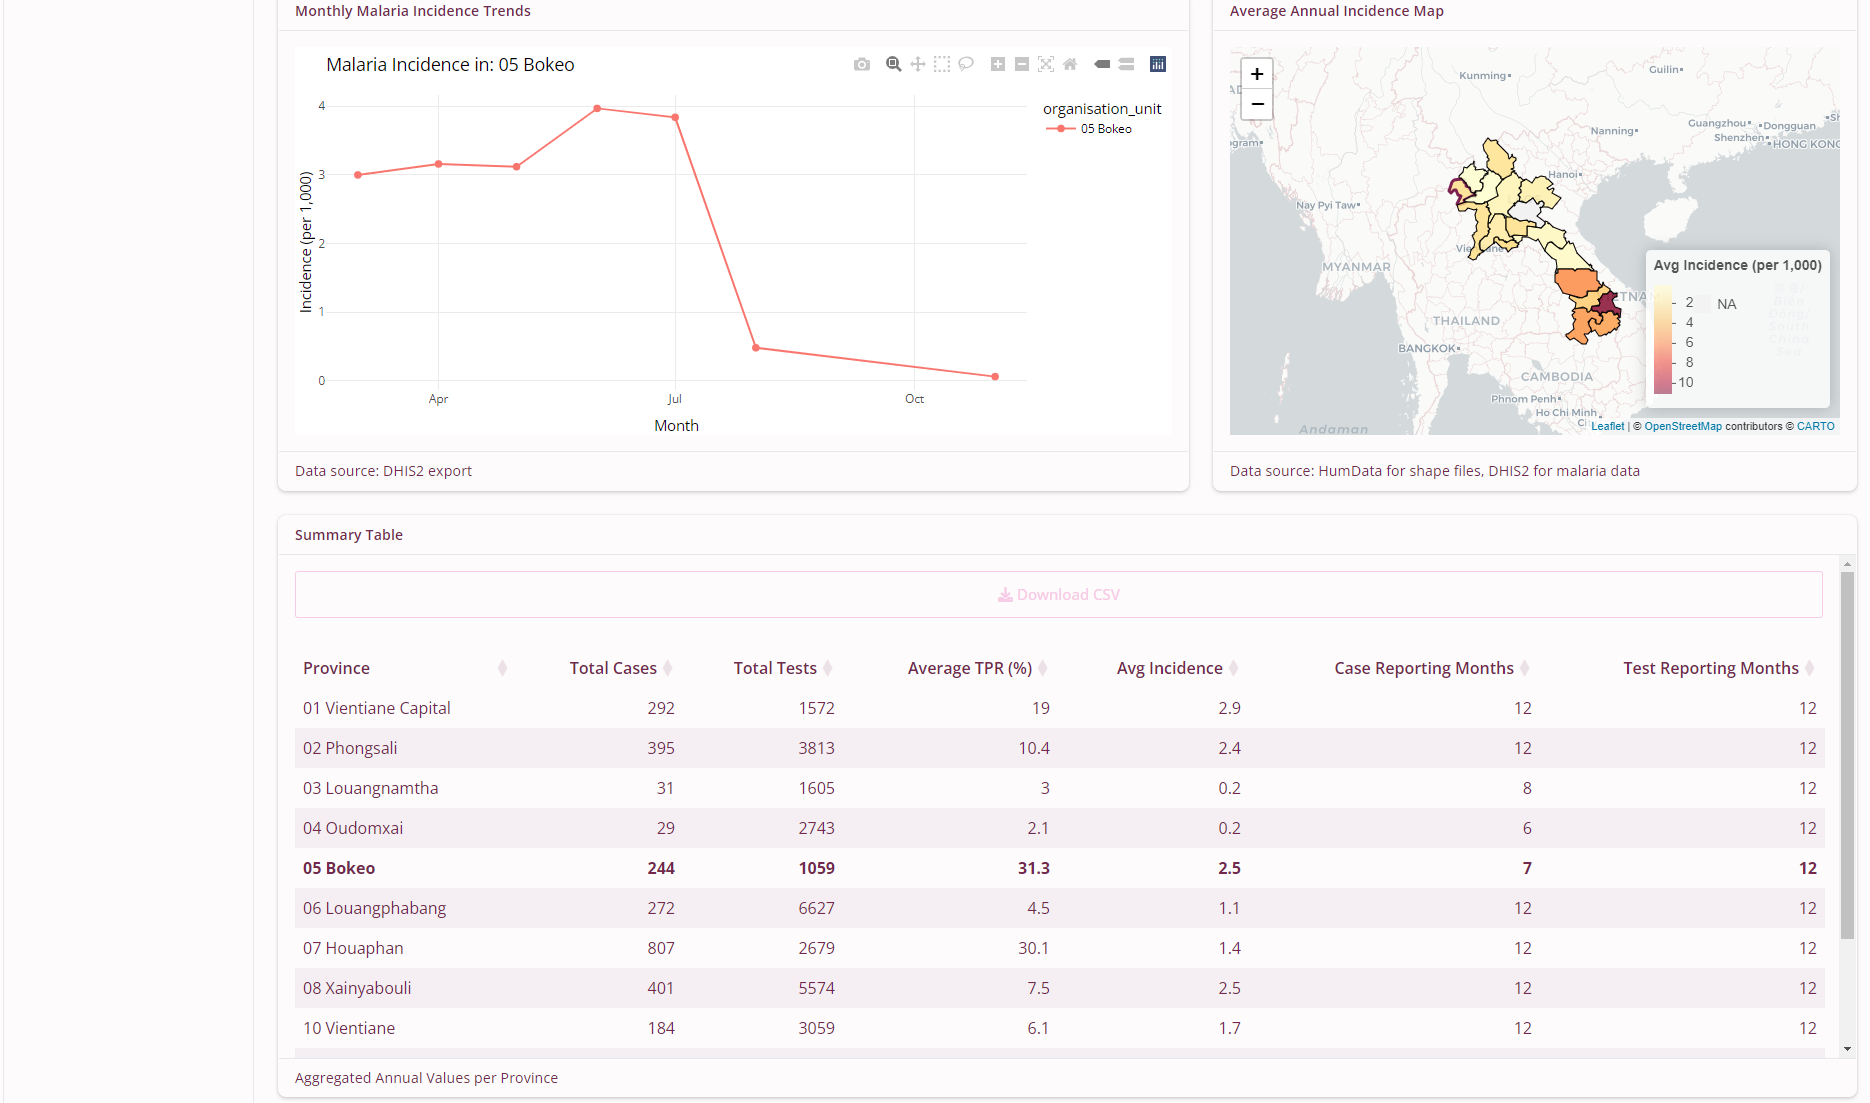 Monthly Malaria Incidence Trends
Malaria Incidence in: 05 Bokeo
organisation_unit
05 Bokeo
4
3
2
1
0
Incidence (per 1,000)
Apr
Jul
Oct
Month
Data source: DHIS2 export
Average Annual Incidence Map
+
−
Kunming
Guilin
Nanning
Guangzhou
Dongguan
Shenzhen
HONG KONG
Hanoi
Nay Pyi Taw
MYANMAR
THAILAND
BANGKOK
CAMBODIA
Phnom Penh
Ho Chi Minh
Andaman
Avg Incidence (per 1,000)
2
4
6
8
10
NA
Leaflet | © OpenStreetMap contributors © CARTO
Data source: HumData for shape files, DHIS2 for malaria data
Summary Table
Download CSV
Province Total Cases Total Tests Average TPR (%) Avg Incidence Case Reporting Months Test Reporting Months
01 Vientiane Capital 292 1572 19 2.9 12 12
02 Phongsali 395 3813 10.4 2.4 12 12
03 Louangnamtha 31 1605 3 0.2 8 12
04 Oudomxai 29 2743 2.1 0.2 6 12
05 Bokeo 244 1059 31.3 2.5 7 12
06 Louangphabang 272 6627 4.5 1.1 12 12
07 Houaphan 807 2679 30.1 1.4 12 12
08 Xainyabouli 401 5574 7.5 2.5 12 12
10 Vientiane 184 3059 6.1 1.7 12 12
Aggregated Annual Values per Province